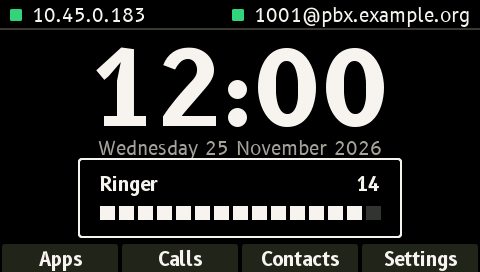 10.45.0.183 1001@pbx.example.org
12:00
Wednesday 25 November 2026
Ringer 14
Apps Calls Contacts Settings